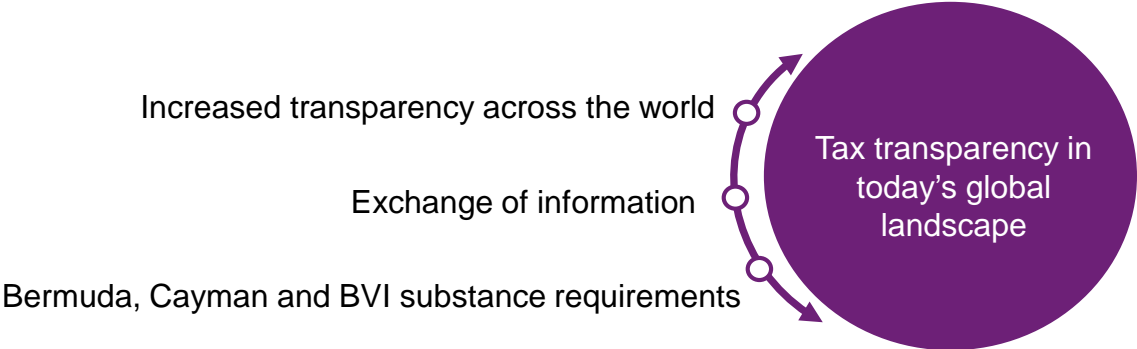 Increased transparency across the world
Exchange of information
Bermuda, Cayman and BVI substance requirements
Tax transparency in
today’s global
landscape